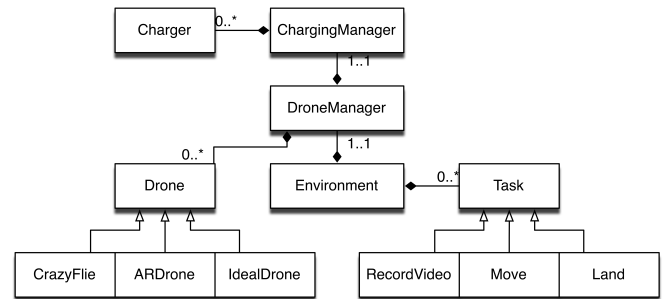 Charger
0..*
ChargingManager
1..1
DroneManager
0..*
1..1
Drone
Environment
0..*
Task
CrazyFlie
ARDrone
IdealDrone
RecordVideo
Move
Land